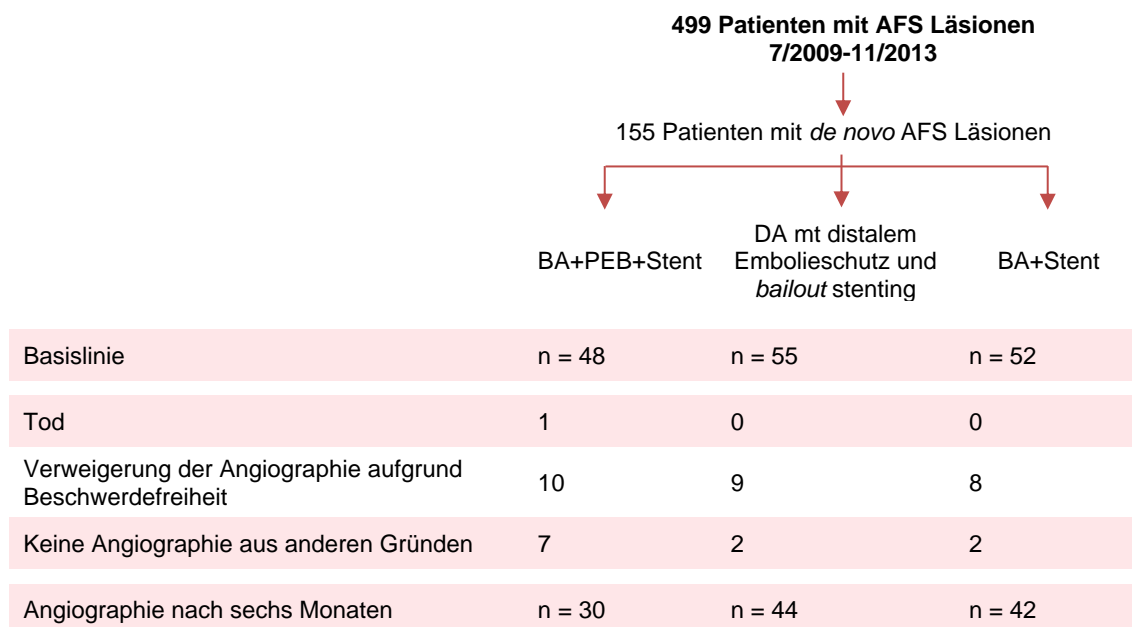 499 Patienten mit AFS Läsionen
7/2009-11/2013
155 Patienten mit de novo AFS Läsionen
BA+PEB+Stent
DA mt distalem
Embolieschutz und
bailout stenting
BA+Stent
Basislinie n = 48 n = 55 n = 52
Tod 1 0 0
Verweigerung der Angiographie aufgrund
Beschwerdefreiheit 10 9 8
Keine Angiographie aus anderen Gründen 7 2 2
Angiographie nach sechs Monaten n = 30 n = 44 n = 42